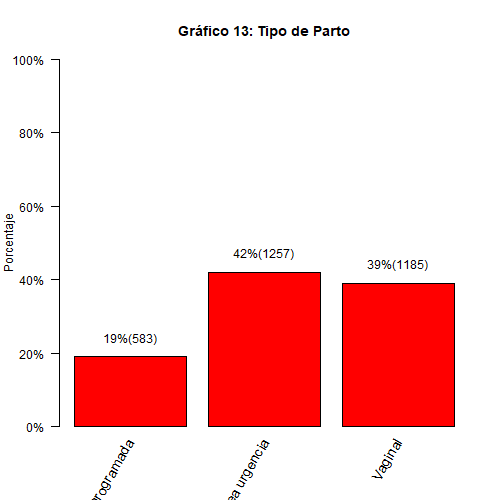 Gráfico 13: Tipo de Parto
Porcentaje
100%
80%
60%
40%
20%
0%
19%(583)
42%(1257)
39%(1185)
urgencia
Vaginal